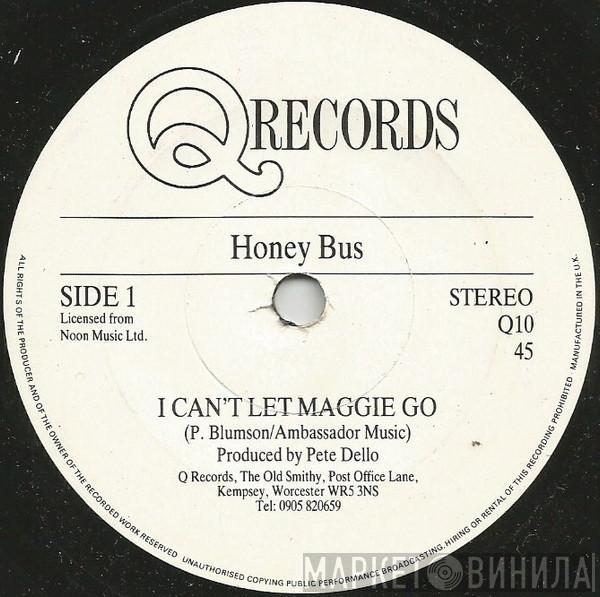 Q RECORDS
Honey Bus
SIDE 1
Licensed from
Noon Music Ltd.
STEREO
Q10
45
I CAN'T LET MAGGIE GO
(P. Blumson/Ambassador Music)
Produced by Pete Dello
Q Records, The Old Smithy, Post Office Lane,
Kempsey, Worcester WR5 3NS
Tel: 0905 820659
ALL RIGHTS OF THE PRODUCER AND OF THE OWNER OF THE RECORDED WORK RESERVED UNAUTHORISED COPYING PUBLIC PERFORMANCE BROADCASTING, HIRING OR RENTAL OF THIS RECORDING PROHIBITED MANUFACTURED IN THE U.K.
МАРКЕТ ВИНИЛА